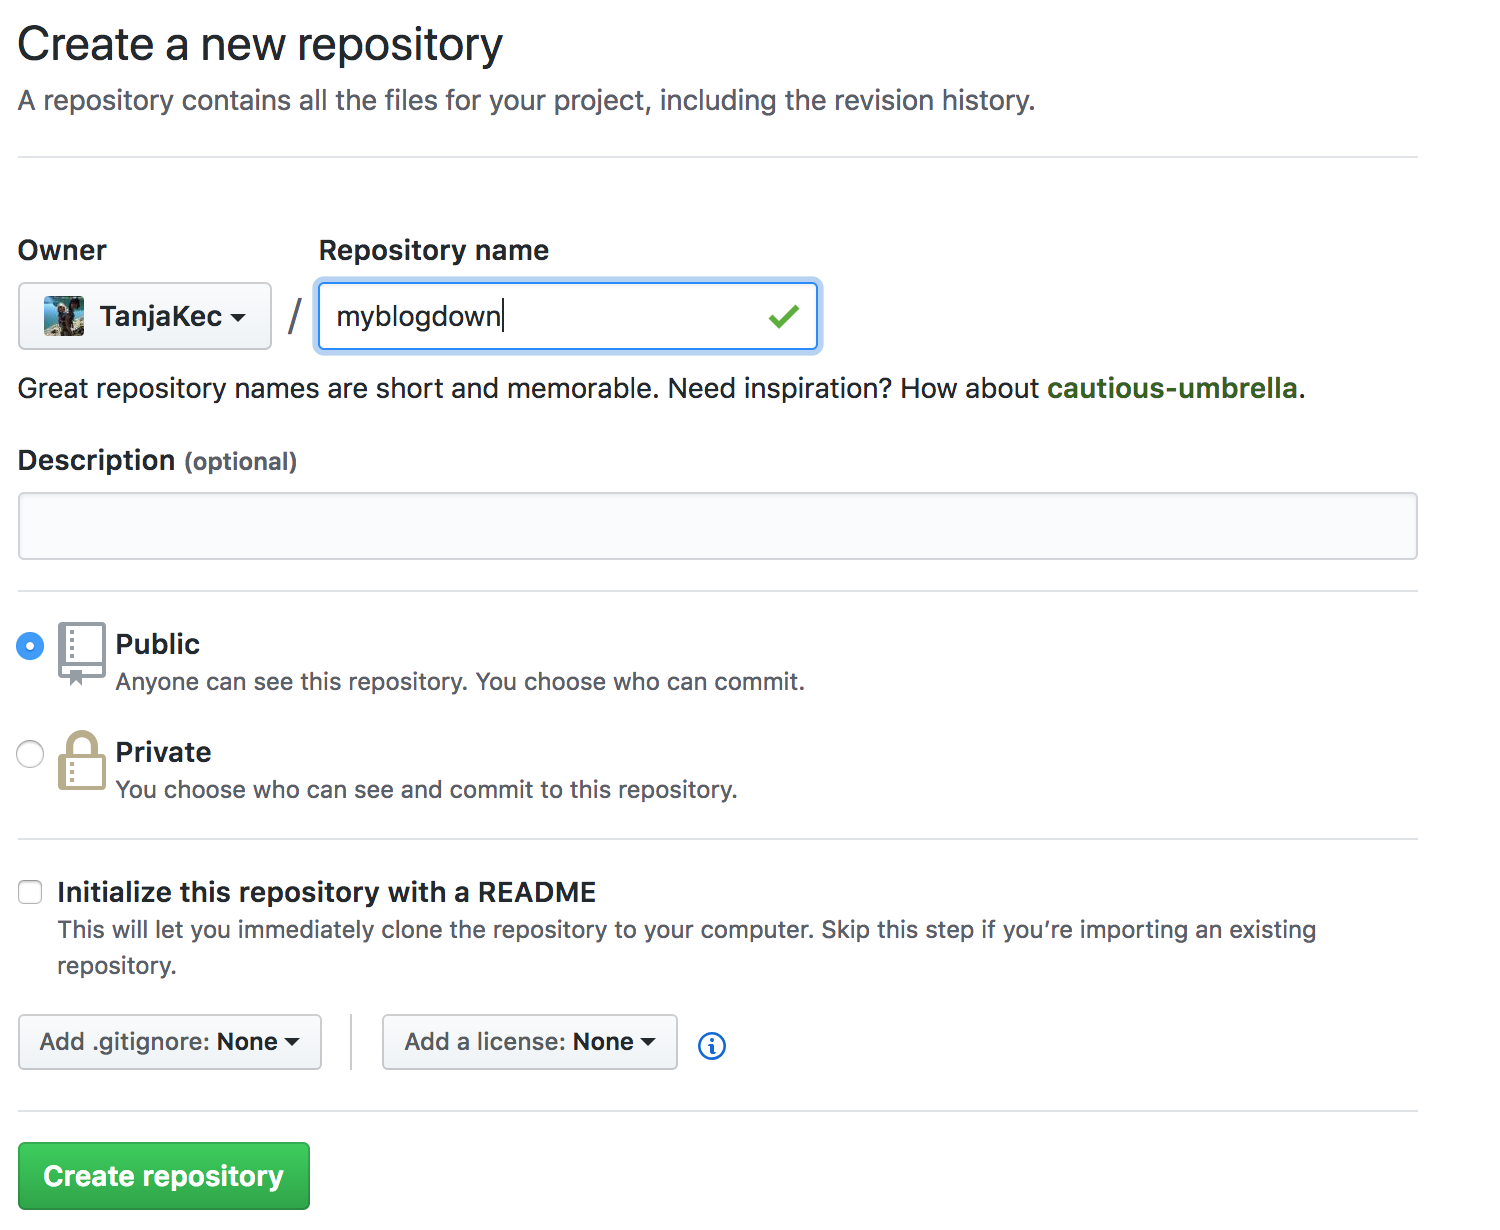 Create a new repository
A repository contains all the files for your project, including the revision history.
Owner Repository name
TanjaKec / myblogdown
Great repository names are short and memorable. Need inspiration? How about cautious-umbrella.
Description (optional)
Public
Anyone can see this repository. You choose who can commit.
Private
You choose who can see and commit to this repository.
Initialize this repository with a README
This will let you immediately clone the repository to your computer. Skip this step if you’re importing an existing
repository.
Add .gitignore: None Add a license: None
Create repository